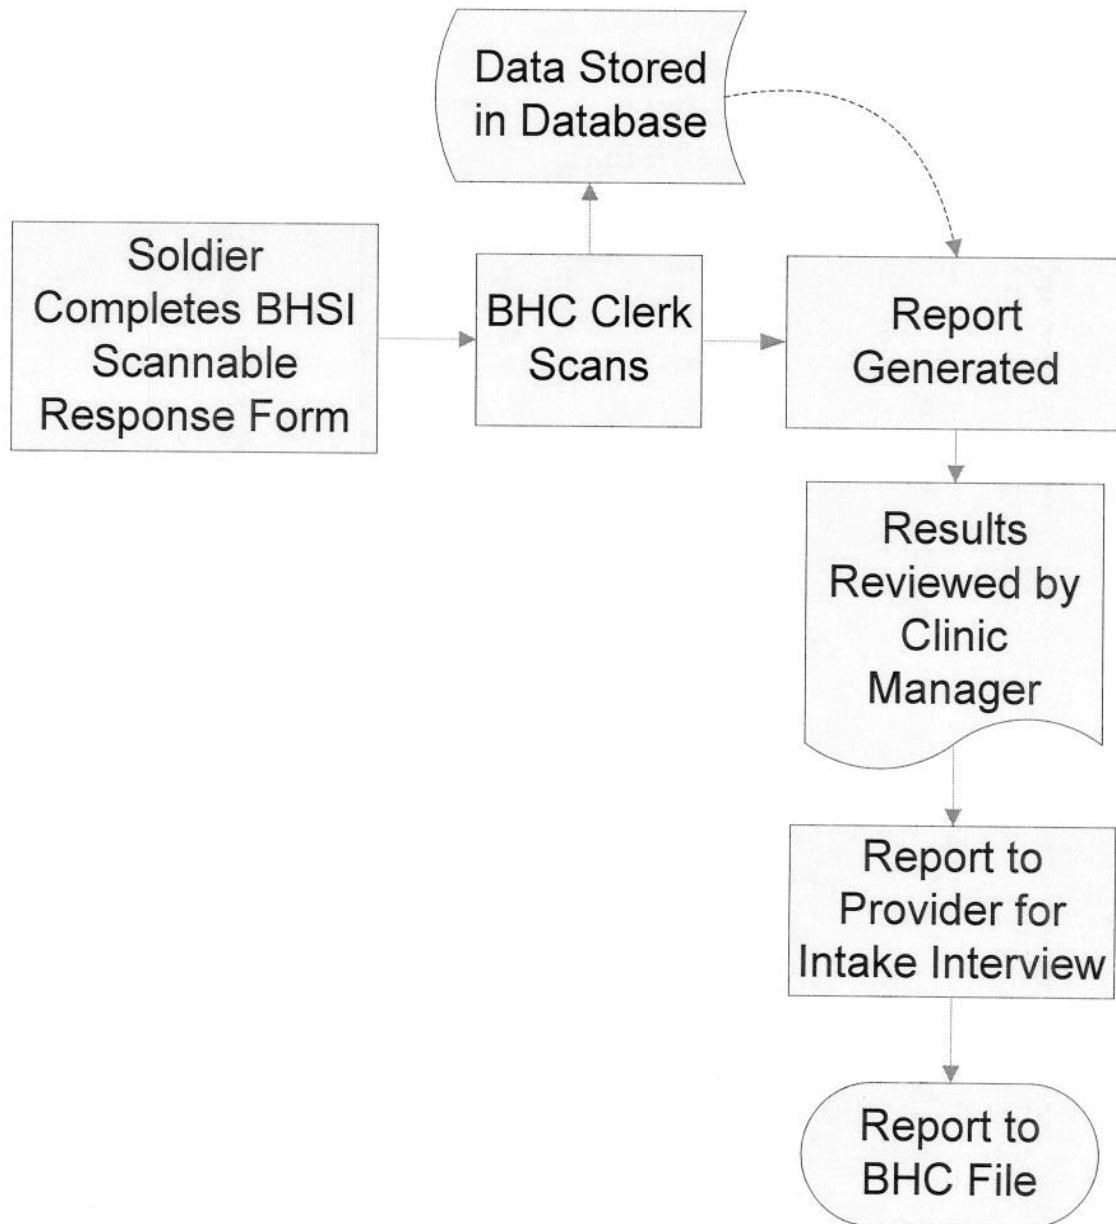 Data Stored
in Database
Soldier
Completes BHSI
Scannable
Response Form
BHC Clerk
Scans
Report
Generated
Results
Reviewed by
Clinic
Manager
Report to
Provider for
Intake Interview
Report to
BHC File